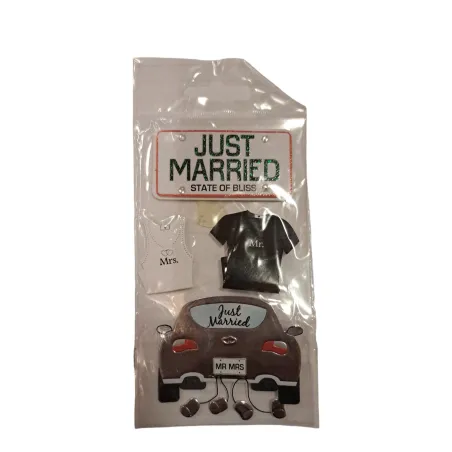 JUST
MARRIED
STATE OF BLISS
Mrs.
Mr.
Just
Married
MR MRS